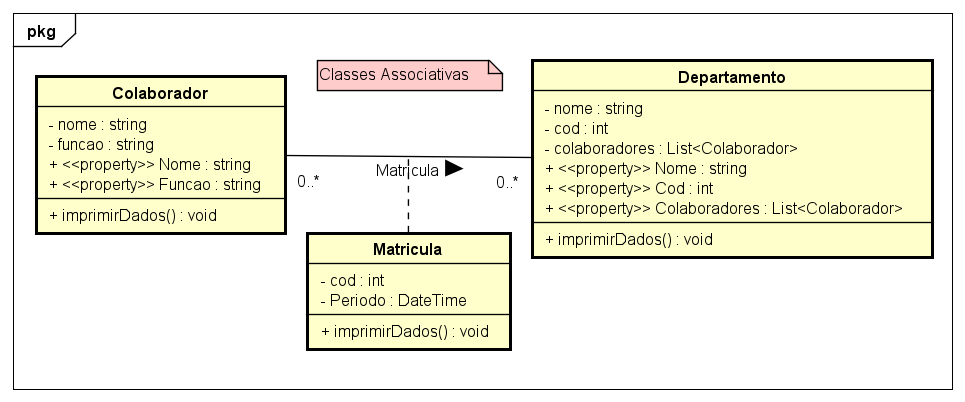 pkg
Classes Associativas
Colaborador
- nome : string
- funcao : string
+ <<property>> Nome : string
+ <<property>> Funcao : string
+ imprimirDados() : void
0..*
Matricula
0..*
Departamento
- nome : string
- cod : int
- colaboradores : List<Colaborador>
+ <<property>> Nome : string
+ <<property>> Cod : int
+ <<property>> Colaboradores : List<Colaborador>
+ imprimirDados() : void
Matricula
- cod : int
- Periodo : DateTime
+ imprimirDados() : void